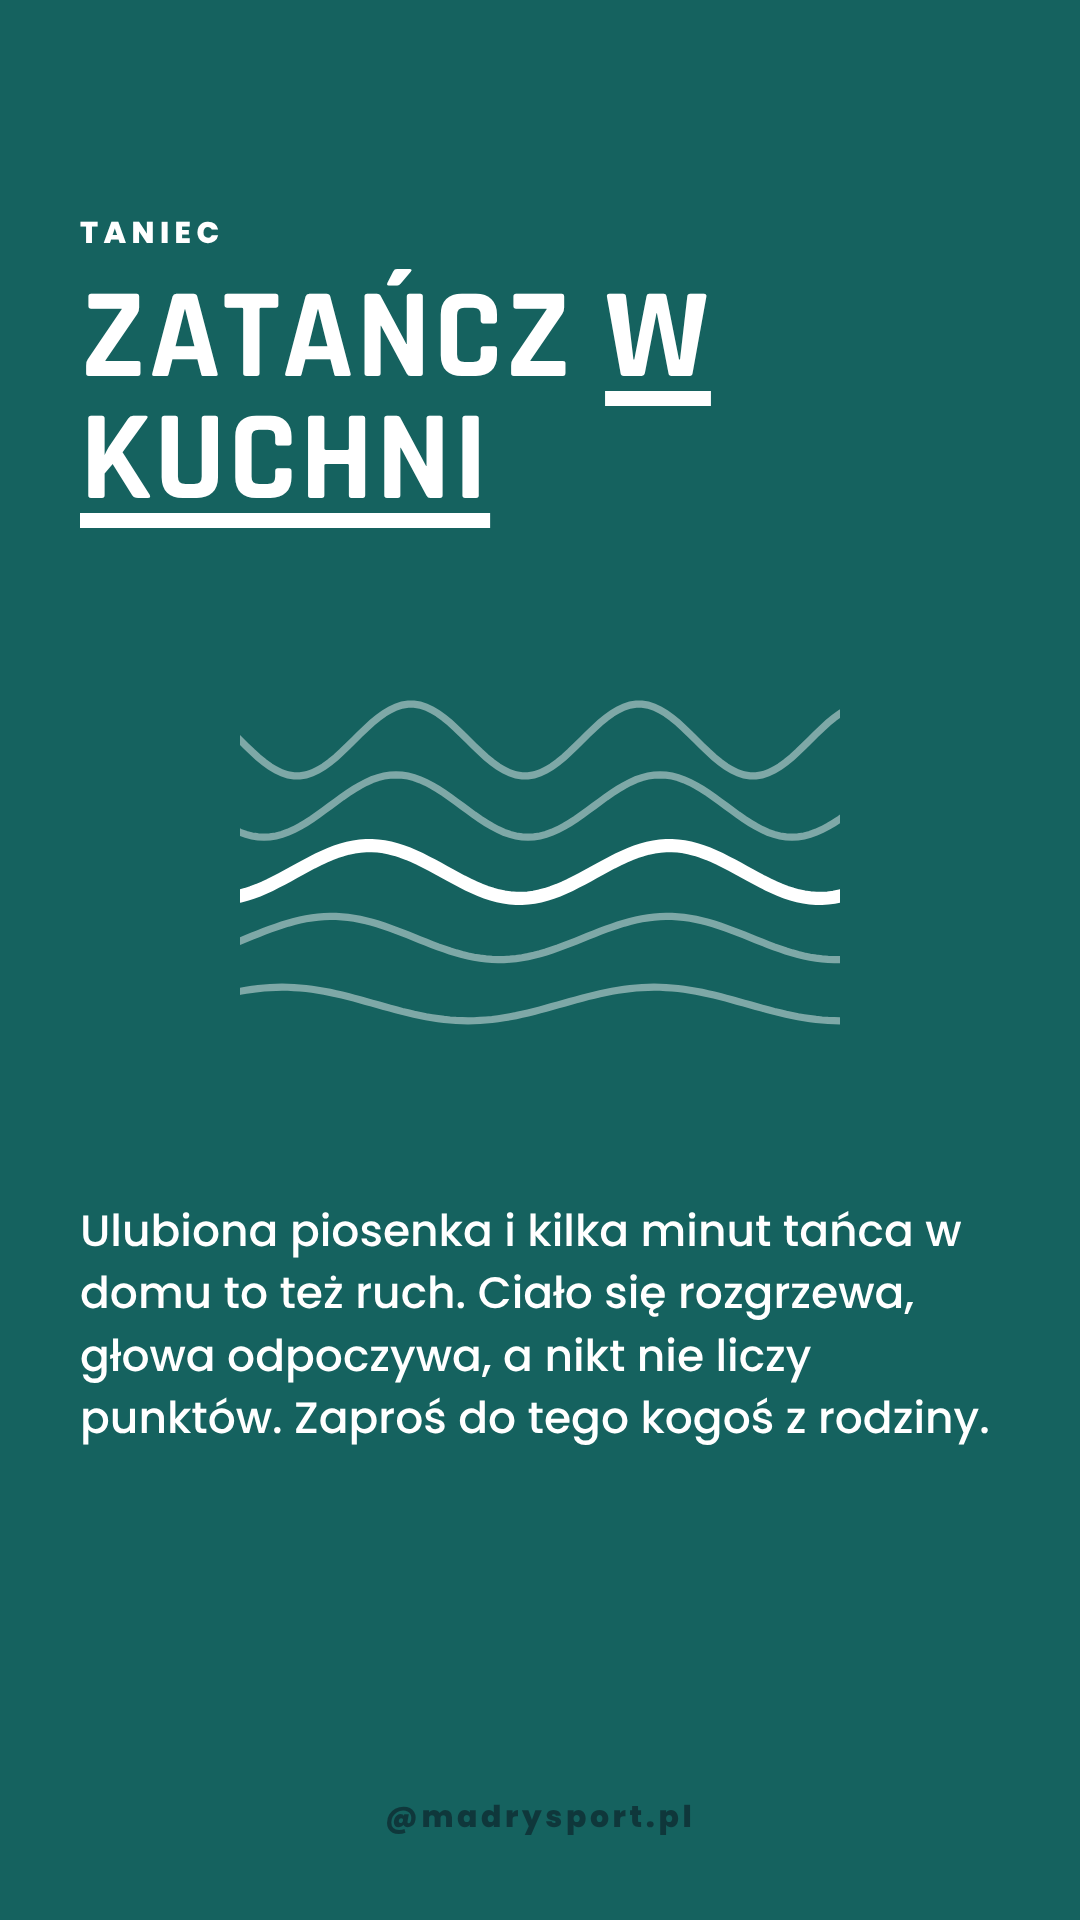 TANIEC
ZATAŃCZ W
KUCHNI
Ulubiona piosenka i kilka minut tańca w
domu to też ruch. Ciało się rozgrzewa,
głowa odpoczywa, a nikt nie liczy
punktów. Zaproś do tego kogoś z rodziny.
@madrysport.pl